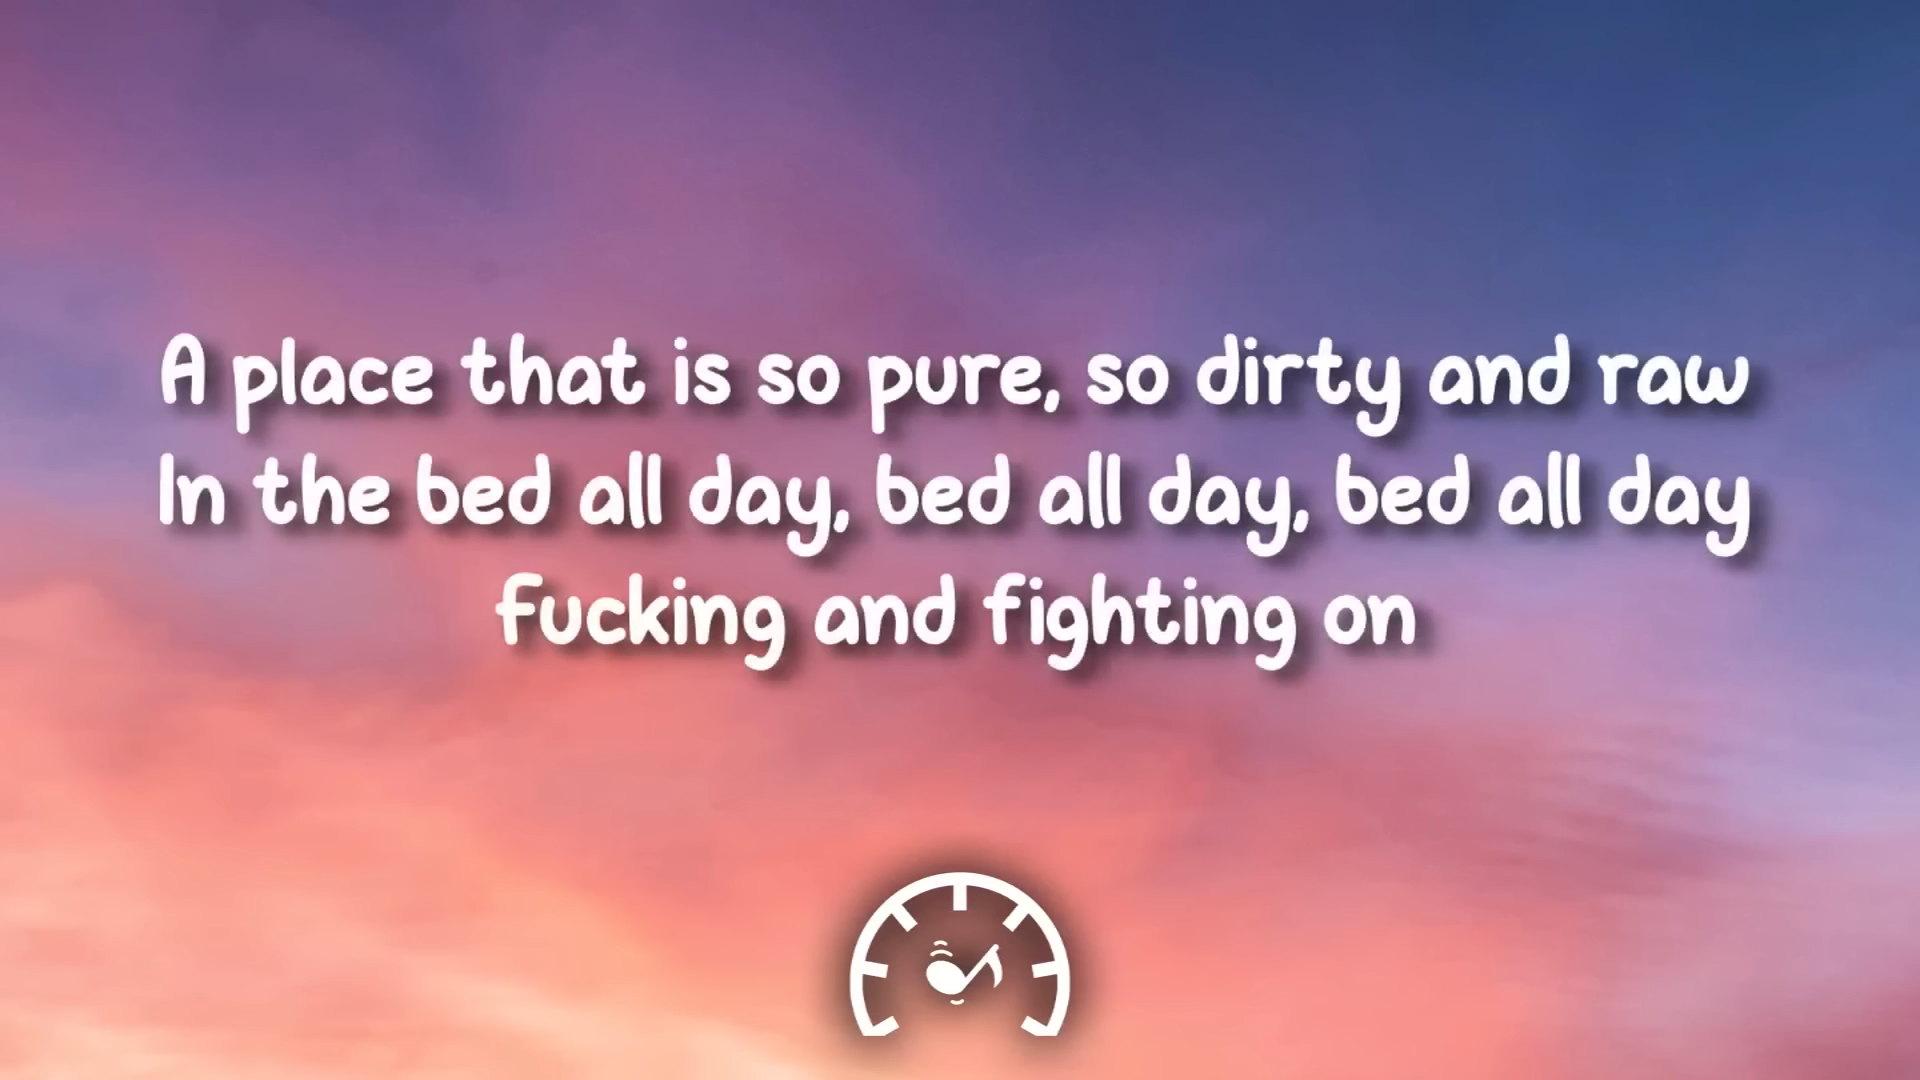 A place that is so pure, so dirty and raw
In the bed all day, bed all day, bed all day
fucking and fighting on